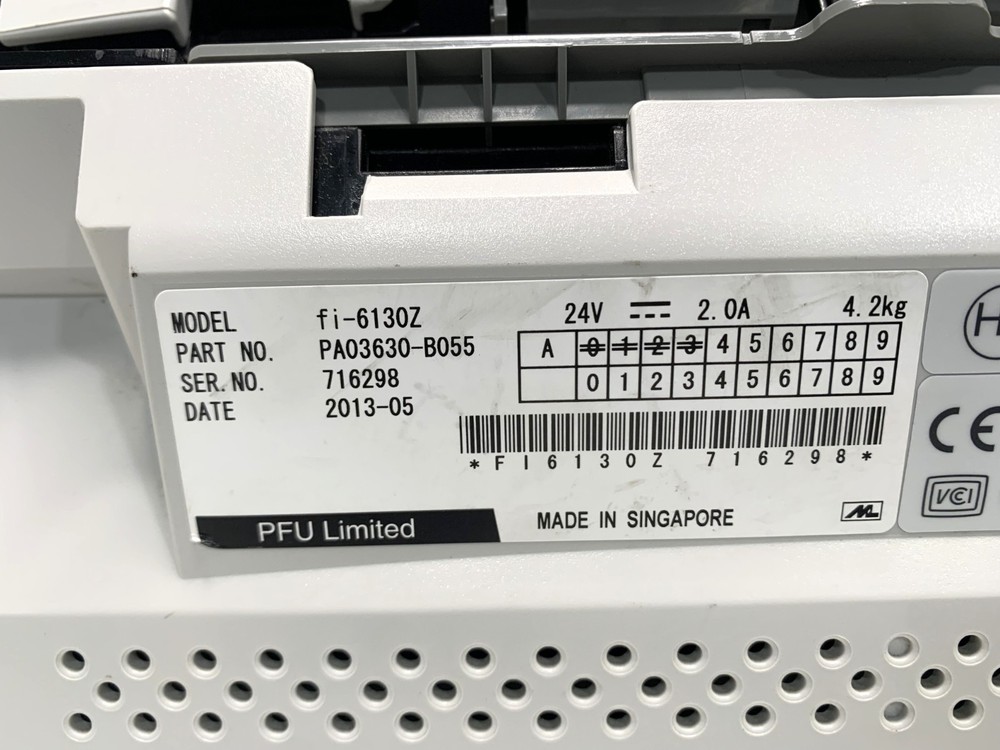 MODEL fi-6130Z 24V 2.0A 4.2kg
PART NO. PA03630-B055
SER.NO. 716298
DATE 2013-05
A 0 1 2 3 4 5 6 7 8 9
0 1 2 3 4 5 6 7 8 9
*FI6130Z 716298*
PFU Limited
MADE IN SINGAPORE
ML
H
CE
VCI